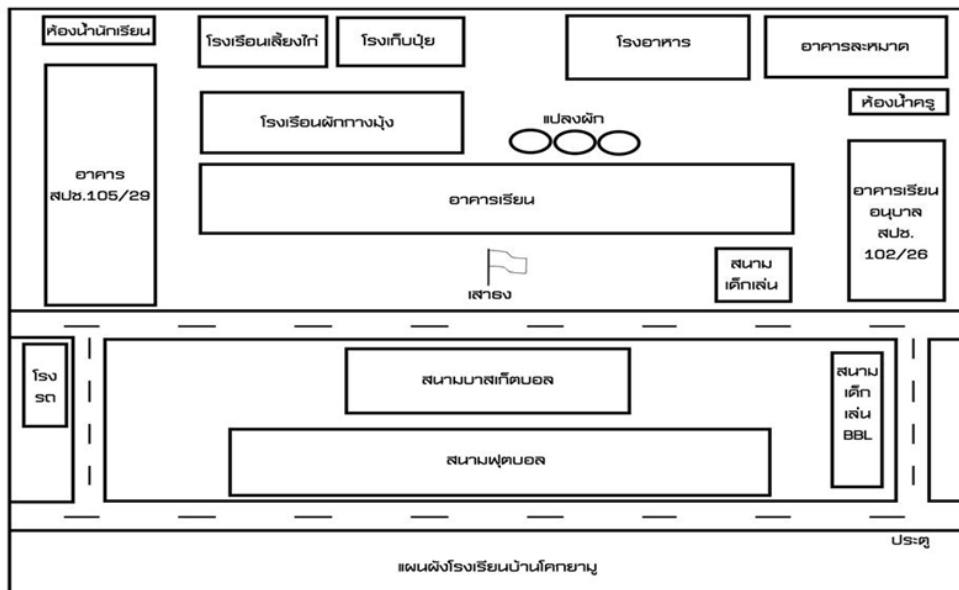 ห้องน้ำนักเรียน
โรงเรือนเลี้ยงไก่
โรงเก็บปุ๋ย
โรงอาหาร
อาคารละหมาด
ห้องน้ำครู
โรงเรือนผักกางมุ้ง
แปลงผัก
อาคาร
สปช.105/29
อาคารเรียน
อาคารเรียน
อนุบาล
สปช.
102/26
สนาม
เด็กเล่น
เสาธง
โรง
รถ
สนามบาสเก็ตบอล
สนาม
เด็ก
เล่น
BBL
สนามฟุตบอล
ประตู
แผนผังโรงเรียนบ้านโคกยามู